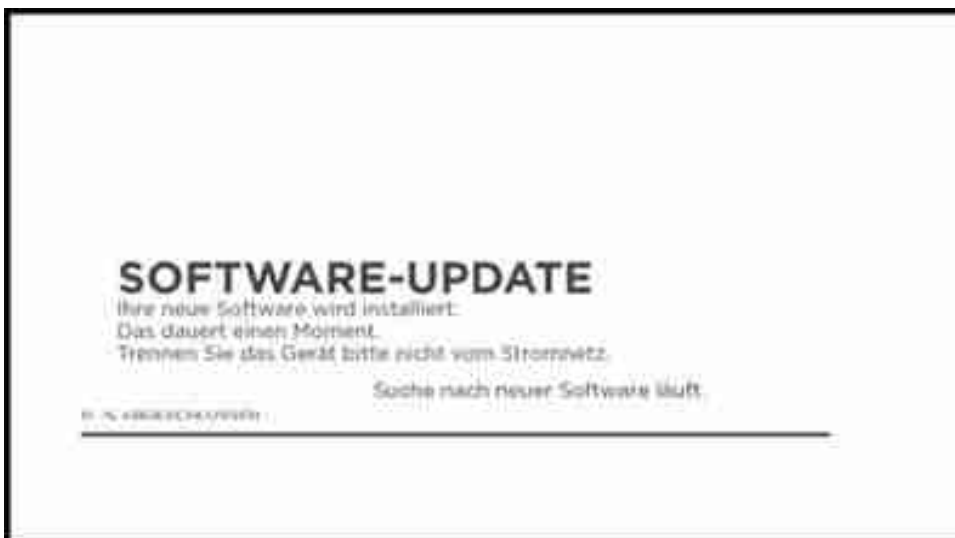 SOFTWARE-UPDATE
Ihre neue Software wird installiert.
Das dauert einen Moment.
Trennen Sie das Gerät bitte nicht vom Stromnetz.
Suche nach neuer Software läuft.